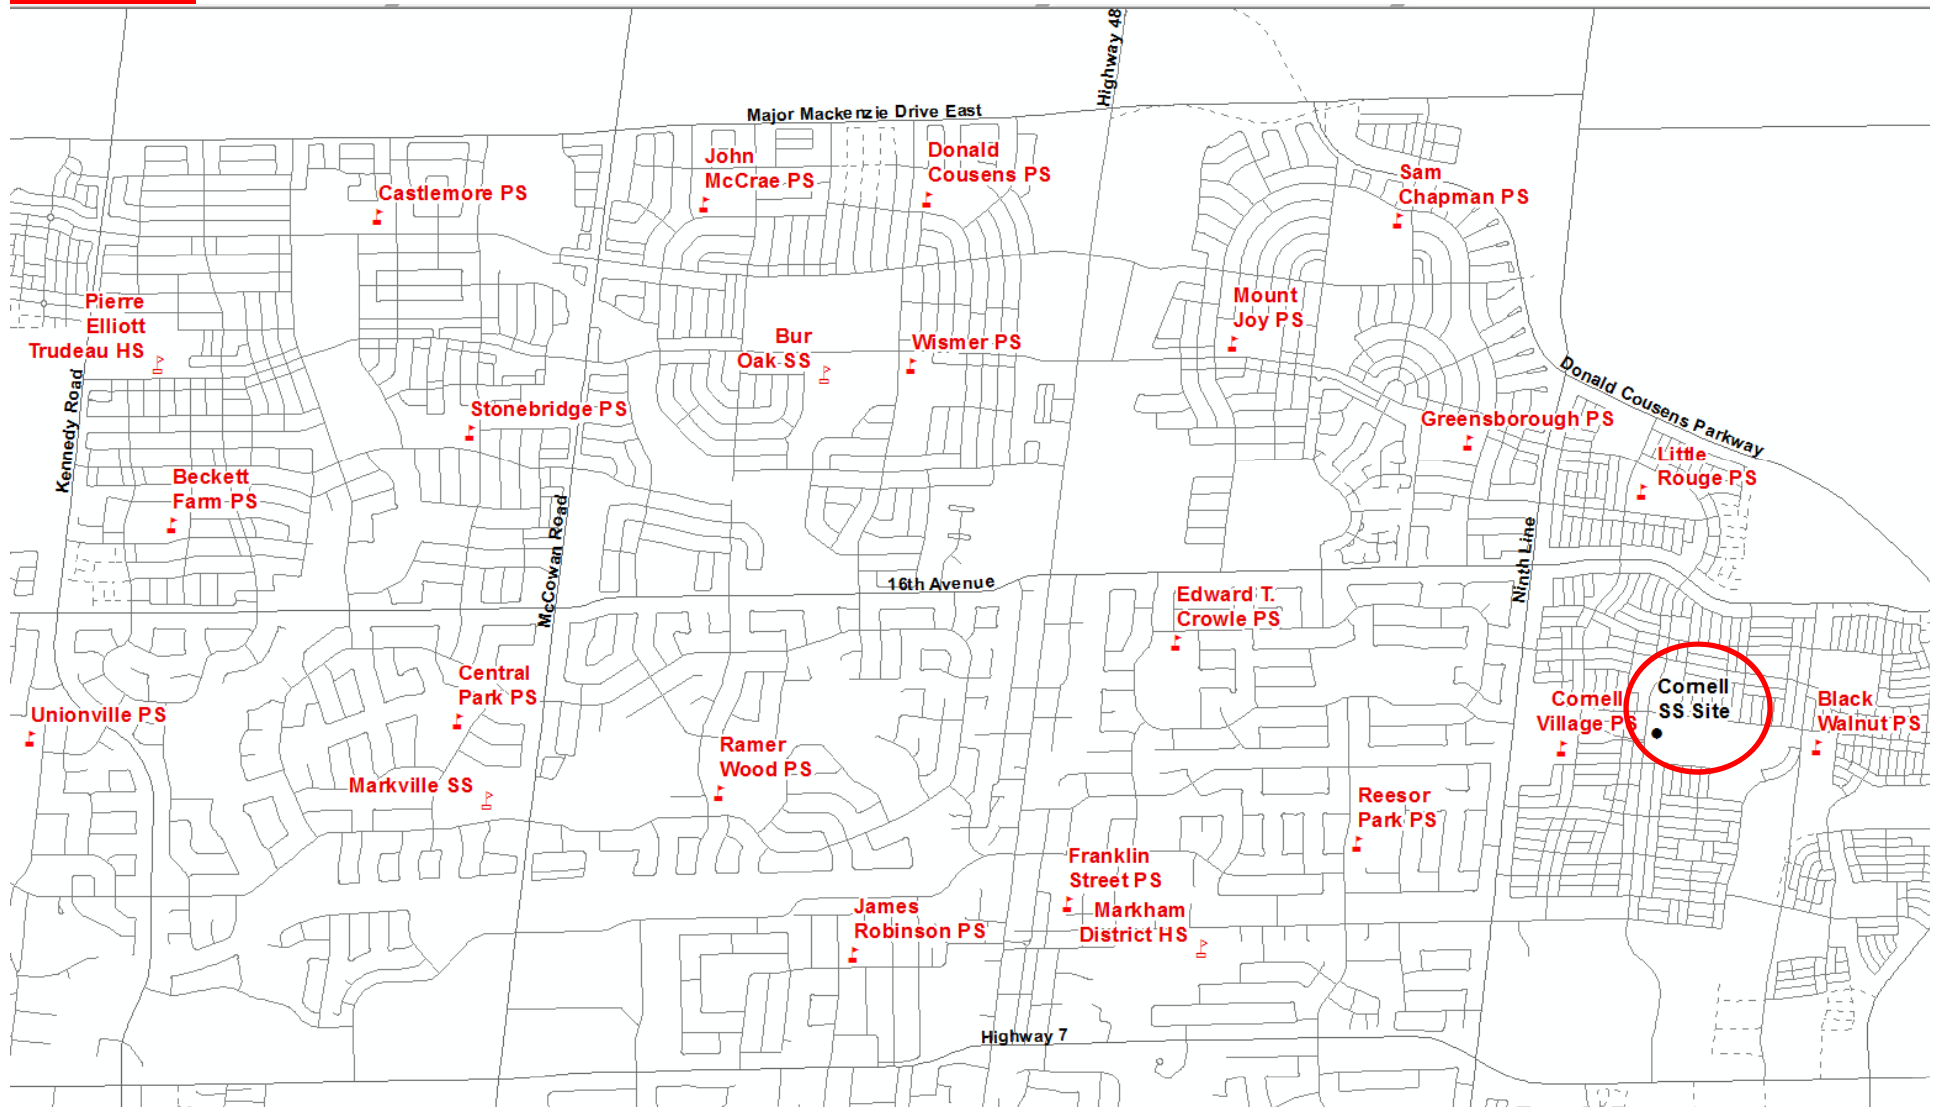 Highway 48
Major Mackenzie Drive East
John
McCrae PS
Donald
Cousens PS
Castlemore PS
Sam
Chapman PS
Pierre
Elliott
Trudeau HS
Mount
Joy PS
Bur
Oak SS
Wismer PS
Donald Cousens Parkway
Kennedy Road
Stonebridge PS
Greensborough PS
Little
Rouge PS
Beckett
Farm PS
McCowan Road
Ninth Line
16th Avenue
Edward T.
Crowle PS
Central
Park PS
Unionville PS
Cornell
Village PS
Cornell
SS Site
Black
Walnut PS
Ramer
Wood PS
Markville SS
Reesor
Park PS
Franklin
Street PS
James
Robinson PS
Markham
District HS
Highway 7